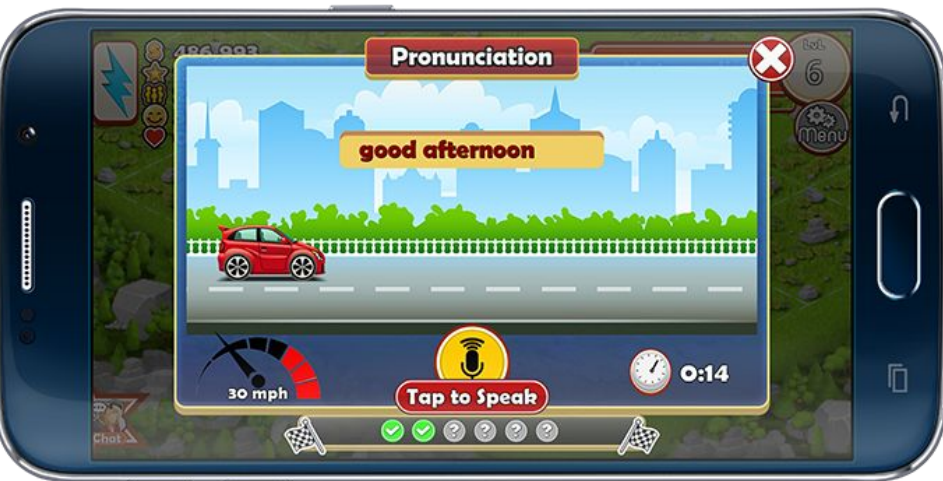 486,993
Pronunciation
LvL
6
Menu
good afternoon
30 mph
Tap to Speak
0:14
Chat
? ? ? ?